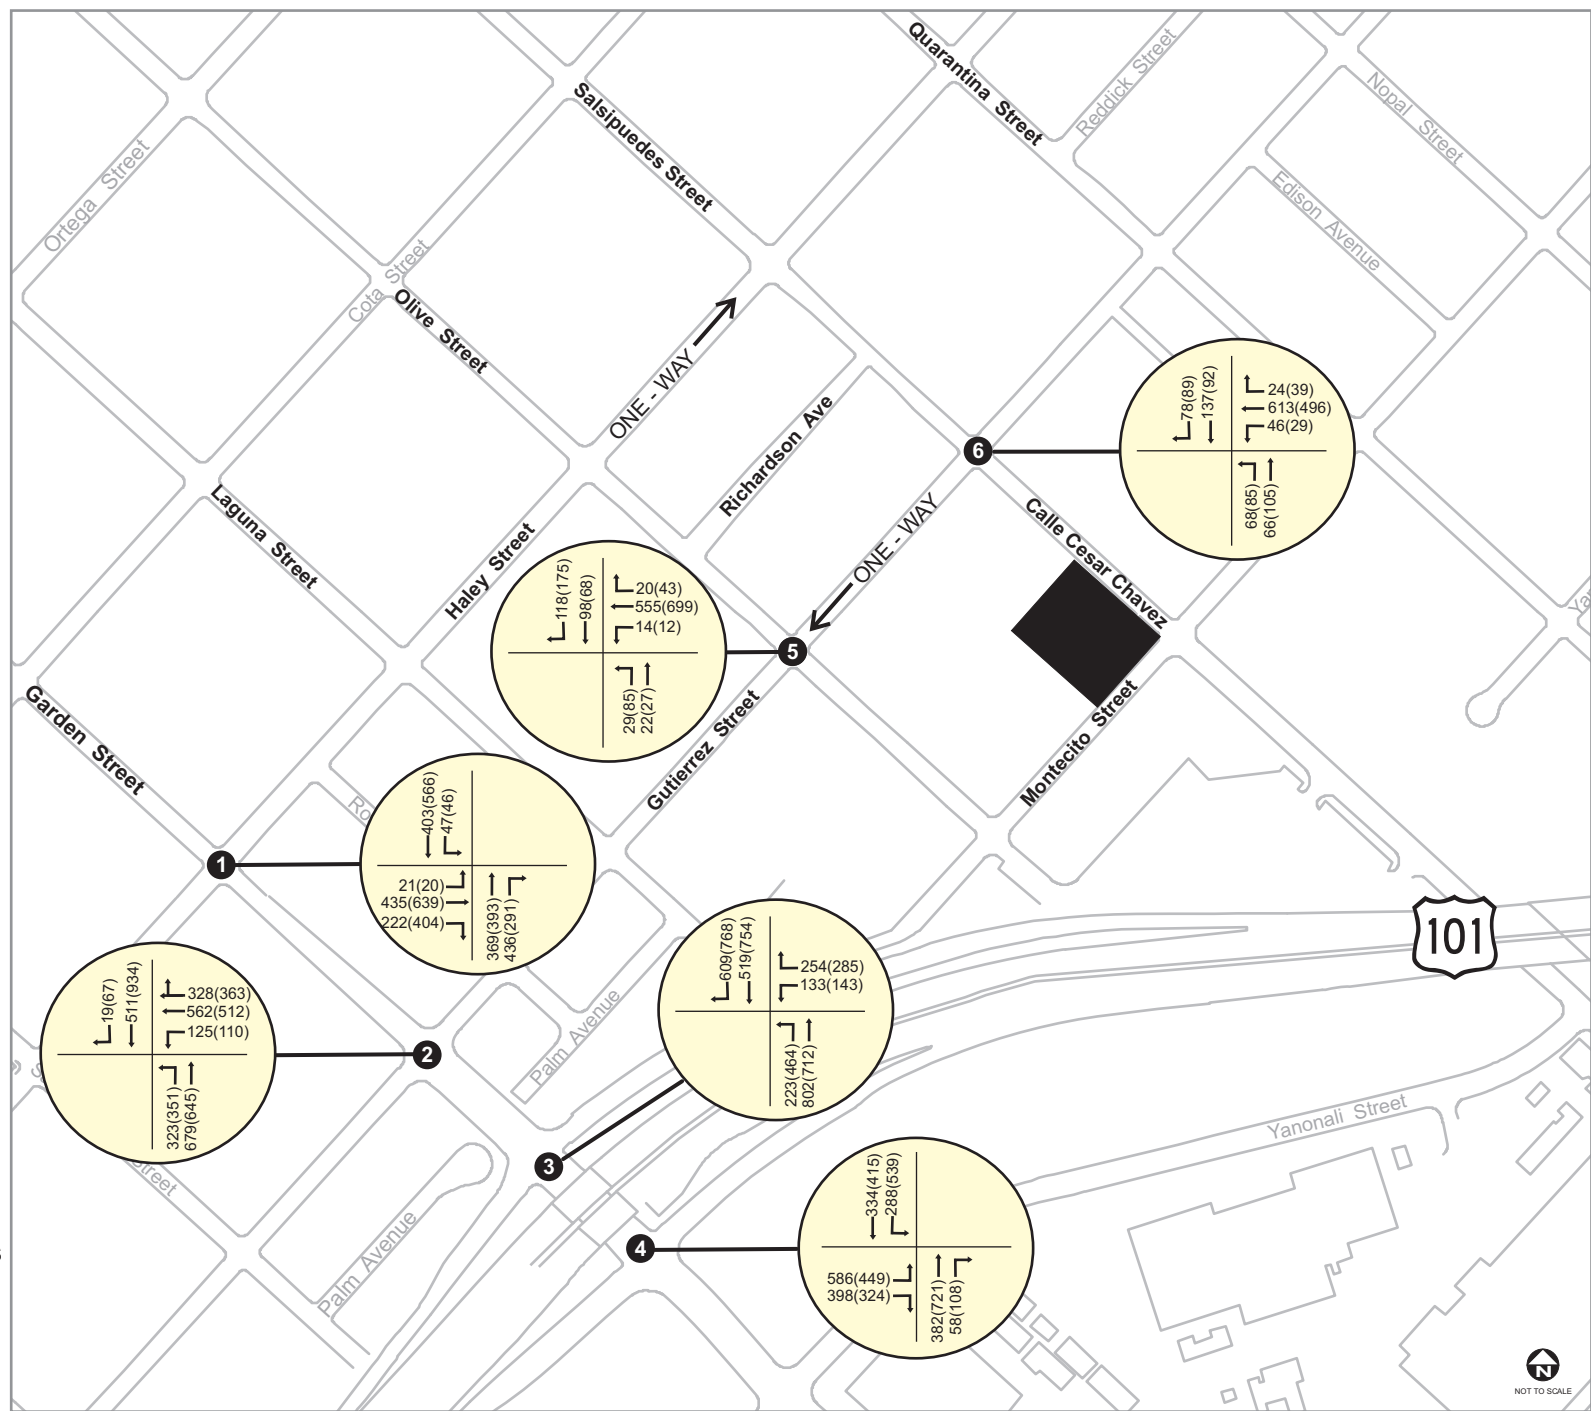 Quarantina Street
Reddick Street
Nopal Street
Salsipuedes Street
Ortega Street
Edison Avenue
Cota Street
Olive Street
ONE - WAY
Richardson Ave
6
78(89)
137(92)
24(39)
613(496)
46(29)
68(85)
66(105)
Laguna Street
Haley Street
ONE - WAY
Calle Cesar Chavez
118(175)
98(68)
20(43)
555(699)
14(12)
29(85)
22(27)
5
Garden Street
Gutierrez Street
Montecito Street
1
403(566)
47(46)
21(20)
435(639)
222(404)
369(393)
436(291)
101
19(67)
511(934)
328(363)
562(512)
125(110)
323(351)
679(645)
2
609(768)
519(754)
254(285)
133(143)
223(464)
802(712)
Palm Avenue
3
Yanonali Street
Street
334(415)
288(539)
586(449)
398(324)
382(721)
58(108)
4
Palm Avenue
N
NOT TO SCALE